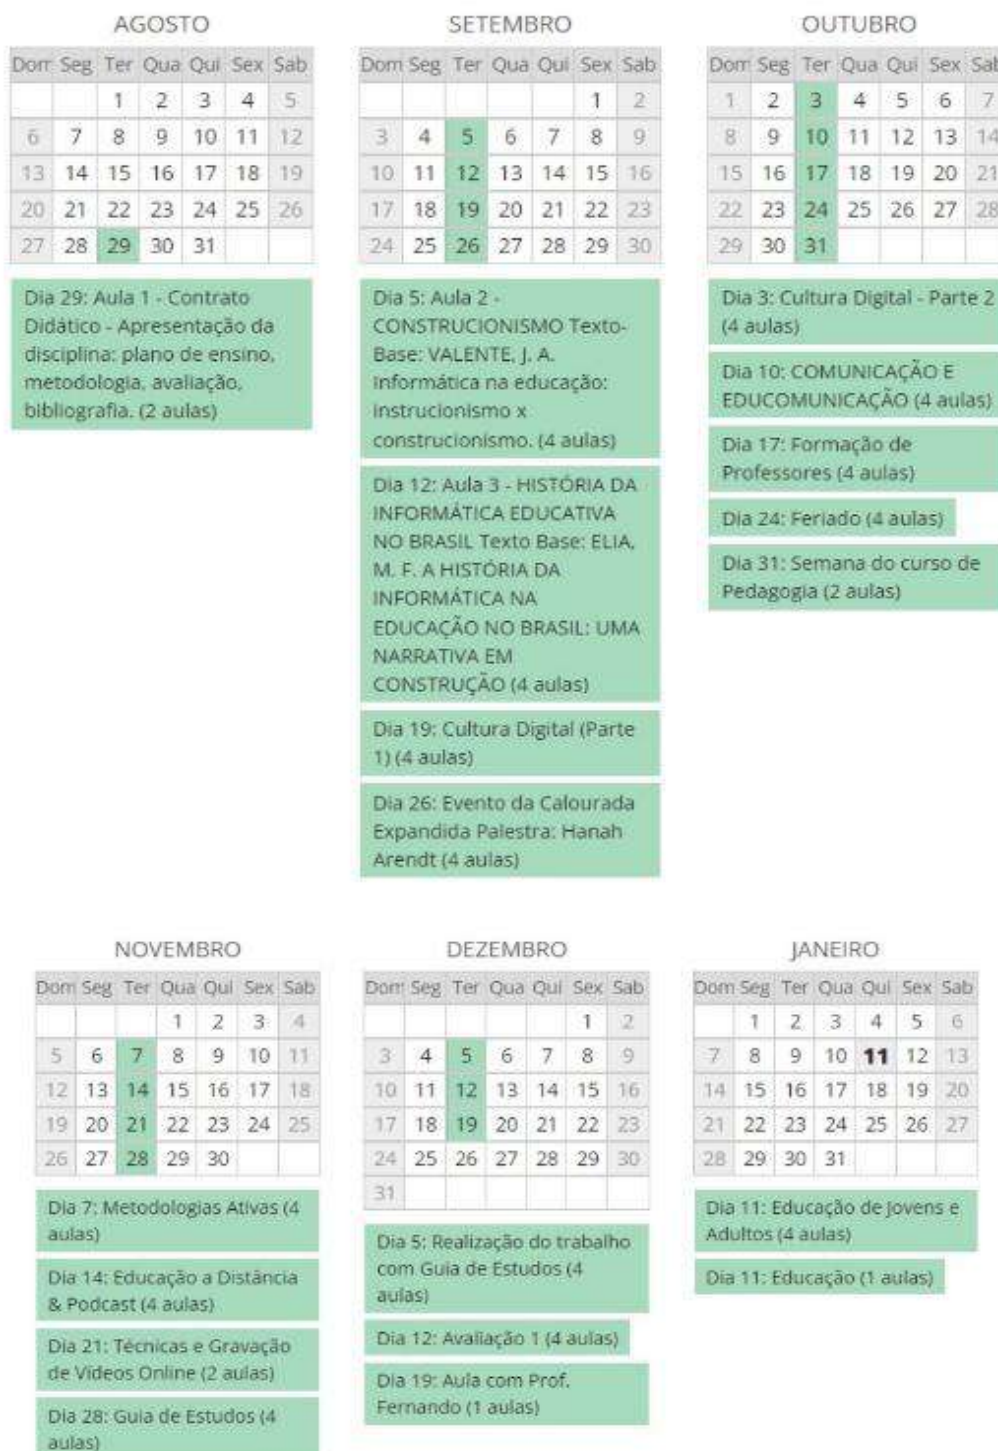 AGOSTO
Dom Seg Ter Qua Qui Sex Sab
1 2 3 4 5
6 7 8 9 10 11 12
13 14 15 16 17 18 19
20 21 22 23 24 25 26
27 28 29 30 31
Dia 29: Aula 1 - Contrato
Didático - Apresentação da
disciplina: plano de ensino,
metodologia, avaliação,
bibliografia. (2 aulas)
SETEMBRO
Dom Seg Ter Qua Qui Sex Sab
1 2
3 4 5 6 7 8 9
10 11 12 13 14 15 16
17 18 19 20 21 22 23
24 25 26 27 28 29 30
Dia 5: Aula 2 -
CONSTRUCIONISMO Texto-
Base: VALENTE, J. A.
Informática na educação:
instrucionismo x
construcionismo. (4 aulas)
Dia 12: Aula 3 - HISTÓRIA DA
INFORMÁTICA EDUCATIVA
NO BRASIL Texto Base: ELIA,
M. F. A HISTÓRIA DA
INFORMÁTICA NA
EDUCAÇÃO NO BRASIL: UMA
NARRATIVA EM
CONSTRUÇÃO (4 aulas)
Dia 19: Cultura Digital (Parte
1) (4 aulas)
Dia 26: Evento da Calourada
Expandida Palestra: Hanah
Arendt (4 aulas)
OUTUBRO
Dom Seg Ter Qua Qui Sex Sab
1 2 3 4 5 6 7
8 9 10 11 12 13 14
15 16 17 18 19 20 21
22 23 24 25 26 27 28
29 30 31
Dia 3: Cultura Digital - Parte 2
(4 aulas)
Dia 10: COMUNICAÇÃO E
EDUCOMUNICAÇÃO (4 aulas)
Dia 17: Formação de
Professores (4 aulas)
Dia 24: Feriado (4 aulas)
Dia 31: Semana do curso de
Pedagogia (2 aulas)
NOVEMBRO
Dom Seg Ter Qua Qui Sex Sab
1 2 3 4
5 6 7 8 9 10 11
12 13 14 15 16 17 18
19 20 21 22 23 24 25
26 27 28 29 30
Dia 7: Metodologias Ativas (4
aulas)
Dia 14: Educação a Distância
& Podcast (4 aulas)
Dia 21: Técnicas e Gravação
de Vídeos Online (2 aulas)
Dia 28: Guia de Estudos (4
aulas)
DEZEMBRO
Dom Seg Ter Qua Qui Sex Sab
1 2
3 4 5 6 7 8 9
10 11 12 13 14 15 16
17 18 19 20 21 22 23
24 25 26 27 28 29 30
31
Dia 5: Realização do trabalho
com Guia de Estudos (4
aulas)
Dia 12: Avaliação 1 (4 aulas)
Dia 19: Aula com Prof.
Fernando (1 aulas)
JANEIRO
Dom Seg Ter Qua Qui Sex Sab
1 2 3 4 5 6
7 8 9 10 11 12 13
14 15 16 17 18 19 20
21 22 23 24 25 26 27
28 29 30 31
Dia 11: Educação de Jovens e
Adultos (4 aulas)
Dia 11: Educação (1 aulas)